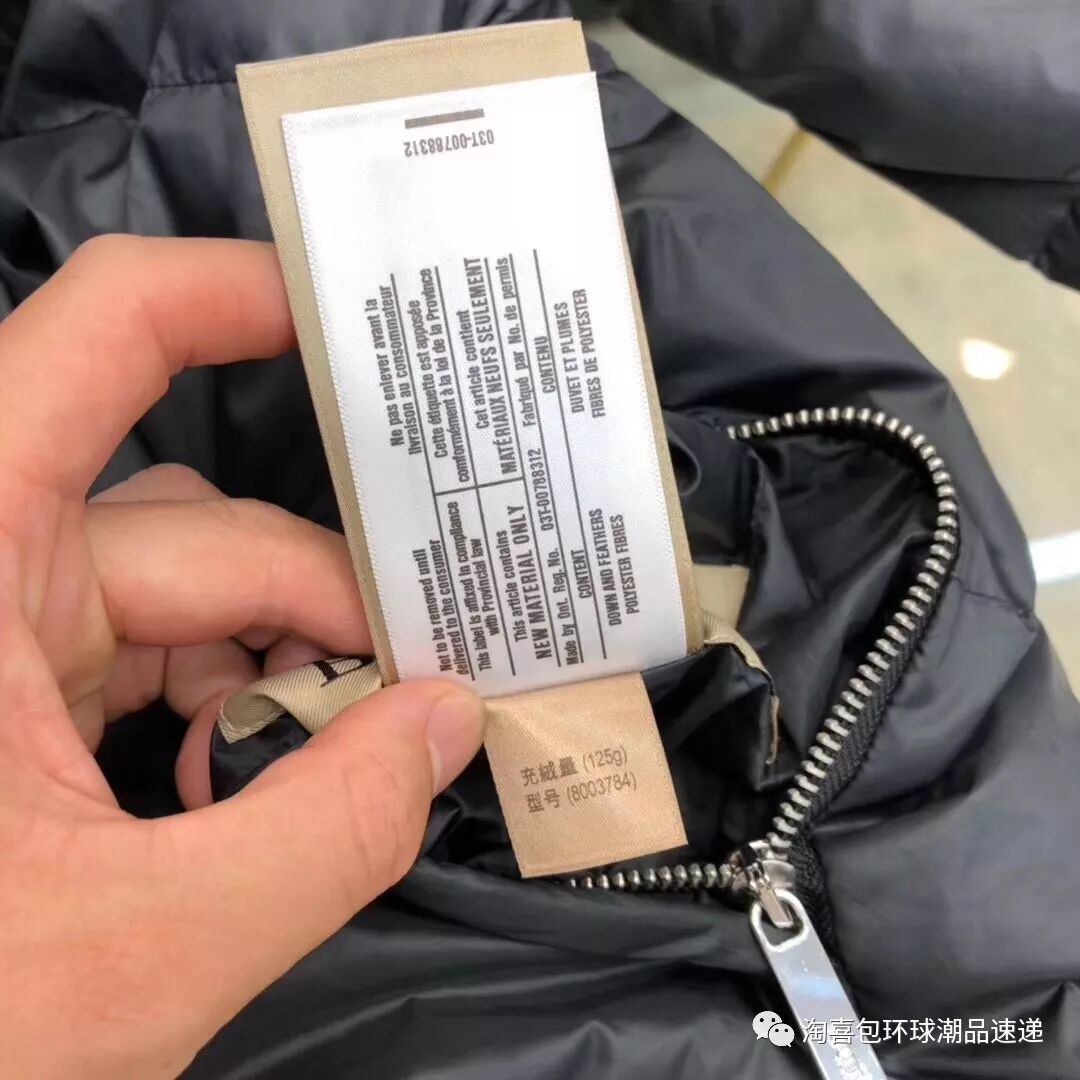 03T-00788312
Not to be removed until
delivered to the consumer
This label is affixed in compliance
with Provincial law
This article contains
NEW MATERIAL ONLY
Made by Ont. Reg. No. 03T-00788312
CONTENT
DOWN AND FEATHERS
POLYESTER FIBRES
Ne pas enlever avant la
livraison au consommateur
Cette étiquette est apposée
conformément à la loi de la Province
Cet article contient
MATÉRIAUX NEUFS SEULEMENT
Fabriqué par No. de permis
CONTENU
DUVET ET PLUMES
FIBRES DE POLYESTER
充絨量 (125g)
型号 (8003784)
淘喜包环球潮品速递